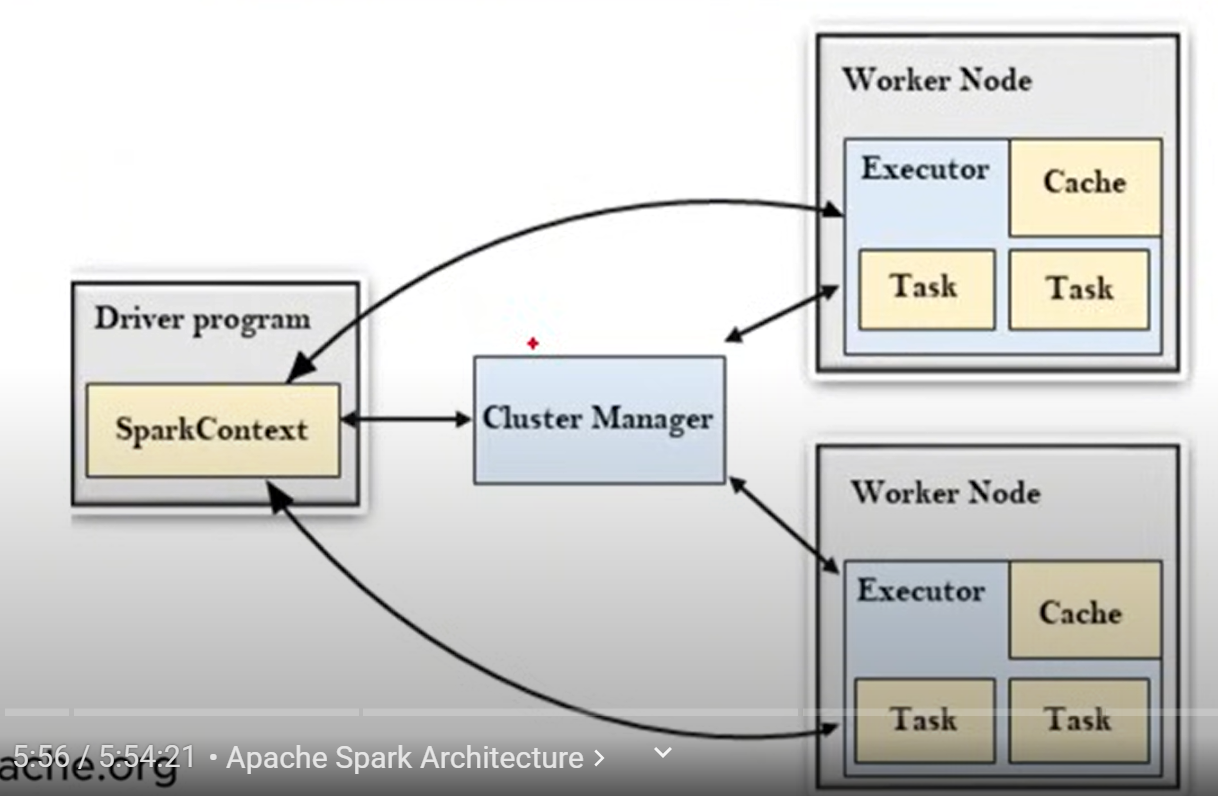 Worker Node
Executor
Cache
Task
Task
Driver program
SparkContext
Cluster Manager
Worker Node
Executor
Cache
Task
Task
5:56 / 5:54:21 • Apache Spark Architecture >
ache.org